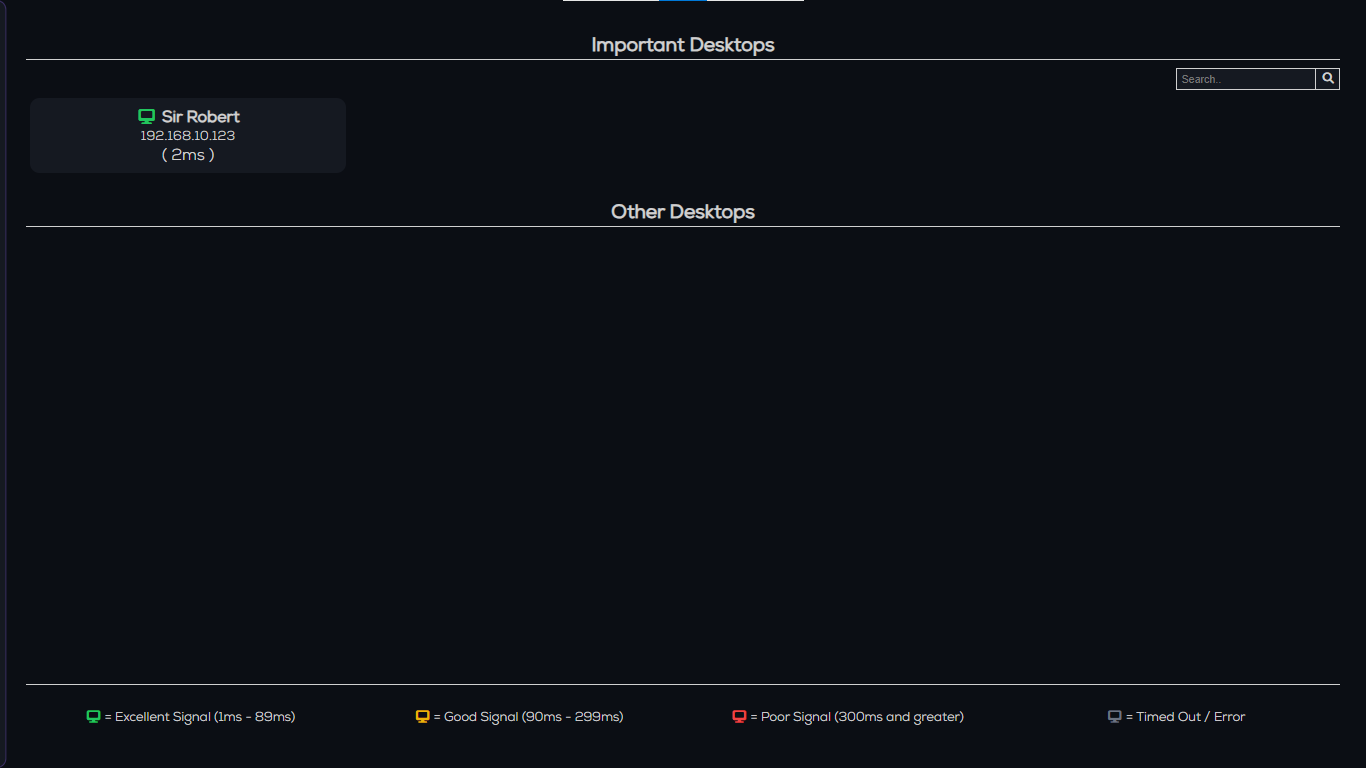 Important Desktops
Search..
Sir Robert
192.168.10.123
( 2ms )
Other Desktops
= Excellent Signal (1ms - 89ms)
= Good Signal (90ms - 299ms)
= Poor Signal (300ms and greater)
= Timed Out / Error